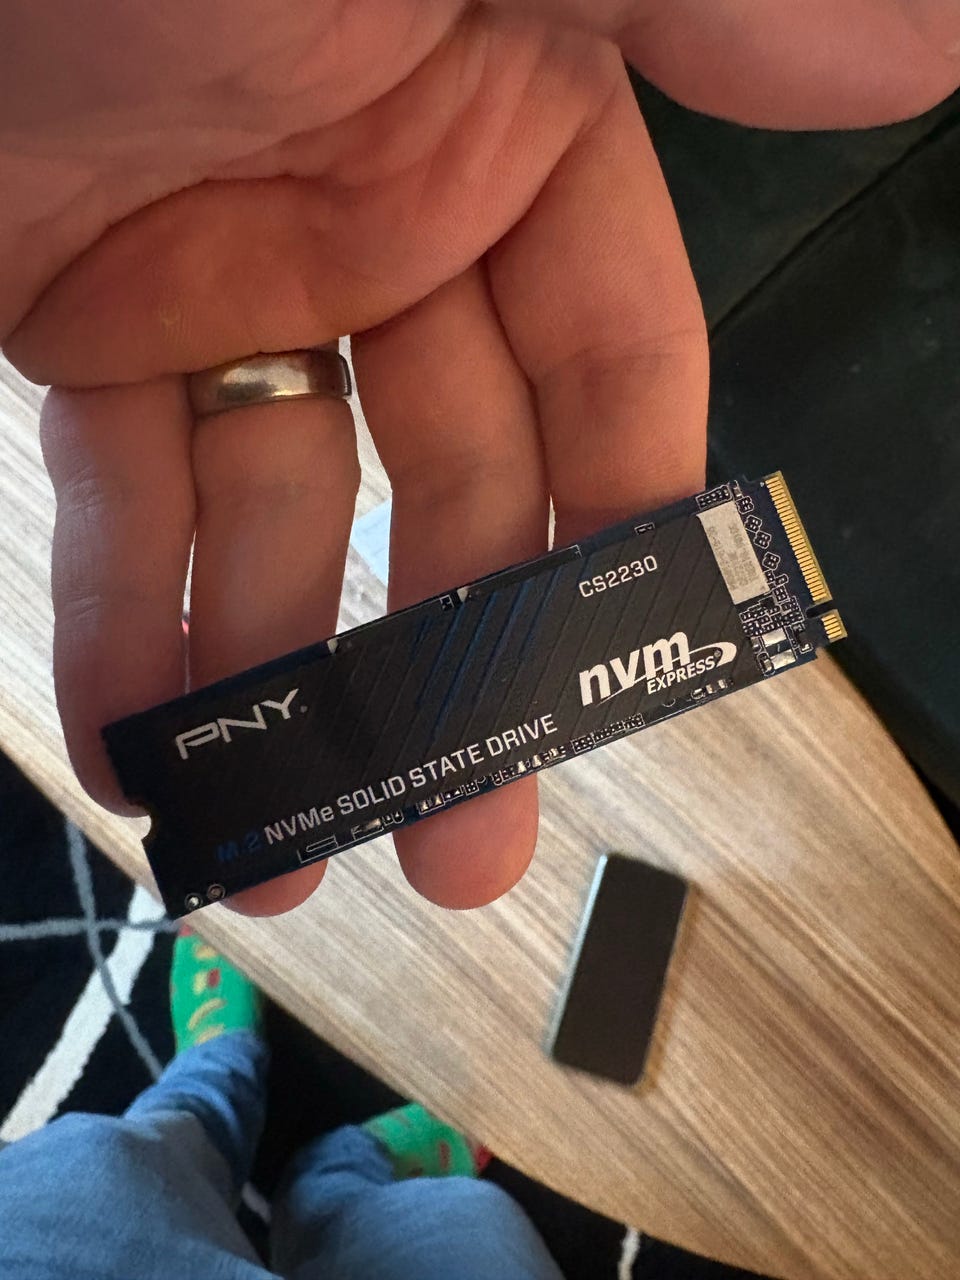 CS2230
nvm
EXPRESS®
PNY®
M.2 NVMe SOLID STATE DRIVE